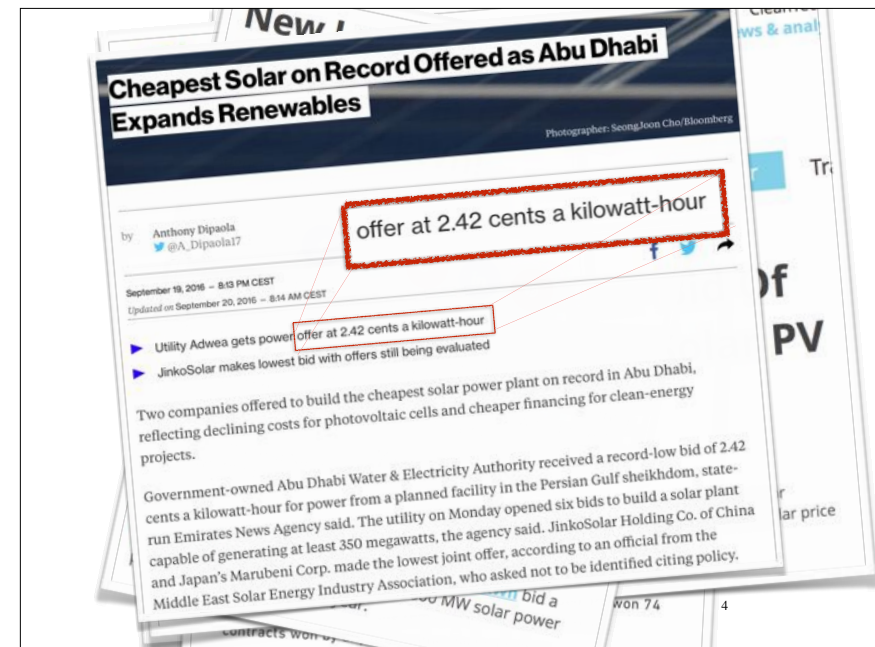 New
Clean
ws & anal
Cheapest Solar on Record Offered as Abu Dhabi
Expands Renewables
Photographer: SeongJoon Cho/Bloomberg
by Anthony Dipaola
@A_Dipaola17
offer at 2.42 cents a kilowatt-hour
September 19, 2016 – 8:13 PM CEST
Updated on September 20, 2016 – 8:14 AM CEST
Utility Adwea gets power offer at 2.42 cents a kilowatt-hour
JinkoSolar makes lowest bid with offers still being evaluated
PV
Two companies offered to build the cheapest solar power plant on record in Abu Dhabi,
reflecting declining costs for photovoltaic cells and cheaper financing for clean-energy
projects.
Government-owned Abu Dhabi Water & Electricity Authority received a record-low bid of 2.42
cents a kilowatt-hour for power from a planned facility in the Persian Gulf sheikhdom, state-
run Emirates News Agency said. The utility on Monday opened six bids to build a solar plant
capable of generating at least 350 megawatts, the agency said. JinkoSolar Holding Co. of China
and Japan's Marubeni Corp. made the lowest joint offer, according to an official from the
Middle East Solar Energy Industry Association, who asked not to be identified citing policy.
lar price
bid a
MW solar power
won 74
contracts won
4